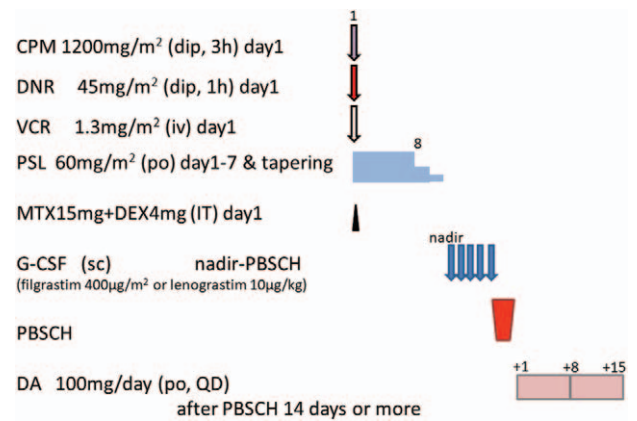 1
CPM 1200mg/m² (dip, 3h) day1
DNR 45mg/m² (dip, 1h) day1
VCR 1.3mg/m² (iv) day1
8
PSL 60mg/m² (po) day1-7 & tapering
MTX15mg+DEX4mg (IT) day1
nadir
G-CSF (sc) nadir-PBSCH
(filgrastim 400μg/m² or lenograstim 10μg/kg)
PBSCH
+1 +8 +15
DA 100mg/day (po, QD)
after PBSCH 14 days or more